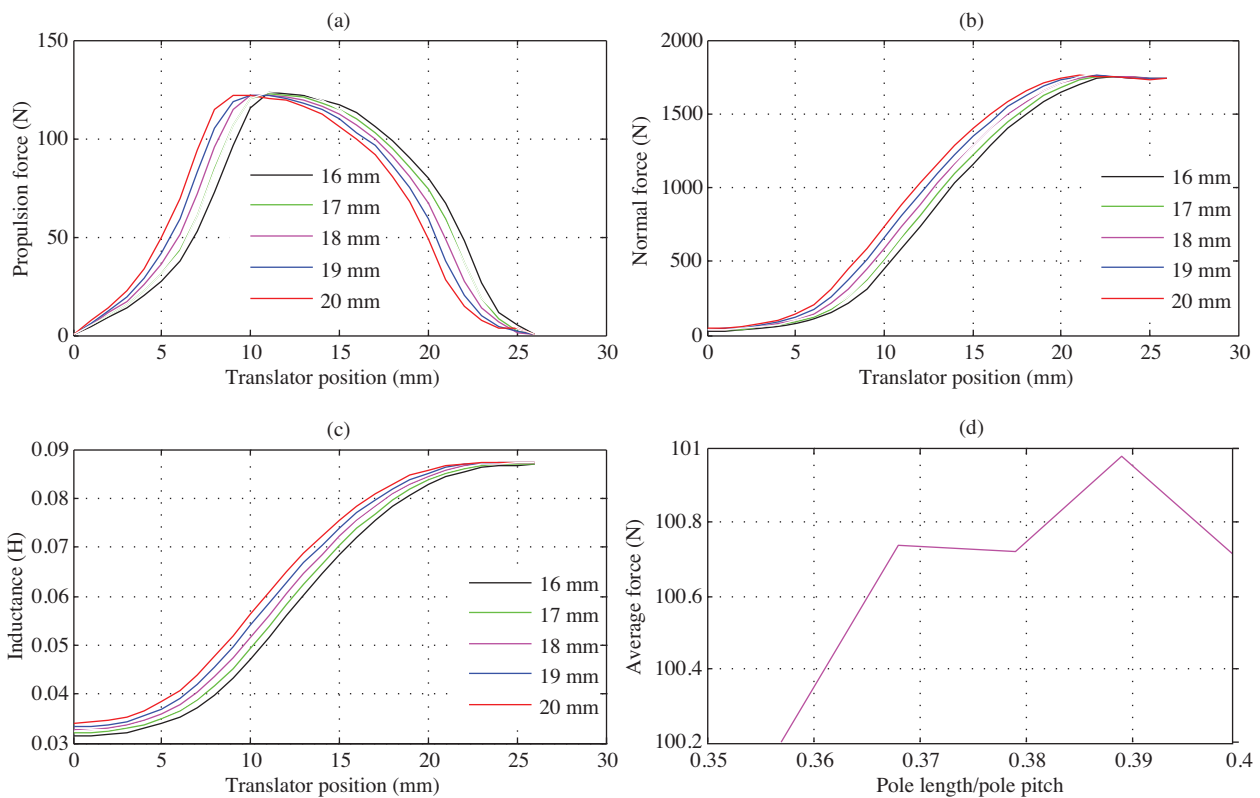 (a)
150
100
50
0
Propulsion force (N)
16 mm
17 mm
18 mm
19 mm
20 mm
0 5 10 15 20 25 30
Translator position (mm)
(b)
2000
1500
1000
500
0
Normal force (N)
16 mm
17 mm
18 mm
19 mm
20 mm
0 5 10 15 20 25 30
Translator position (mm)
(c)
0.09
0.08
0.07
0.06
0.05
0.04
0.03
Inductance (H)
16 mm
17 mm
18 mm
19 mm
20 mm
0 5 10 15 20 25 30
Translator position (mm)
(d)
101
100.8
100.6
100.4
100.2
Average force (N)
0.35 0.36 0.37 0.38 0.39 0.4
Pole length/pole pitch